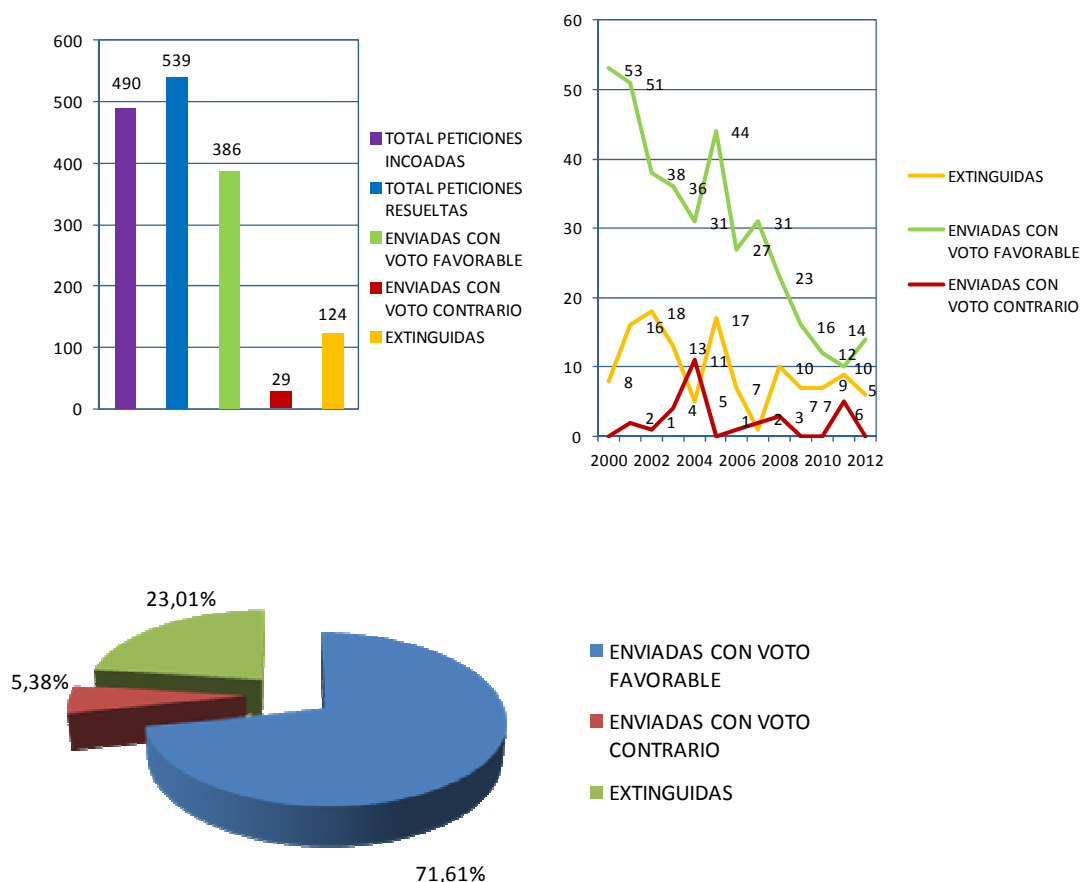 600
500
400
300
200
100
0
490
539
386
29
124
TOTAL PETICIONES
INCOADAS
TOTAL PETICIONES
RESUELTAS
ENVIADAS CON
VOTO FAVORABLE
ENVIADAS CON
VOTO CONTRARIO
EXTINGUIDAS
60
50
40
30
20
10
0
53
51
38
36
31
44
27
31
23
16
12
10
14
8
16
18
13
5
17
7
10
7
7
9
6
2
1
4
11
1
2
3
5
2000 2002 2004 2006 2008 2010 2012
EXTINGUIDAS
ENVIADAS CON
VOTO FAVORABLE
ENVIADAS CON
VOTO CONTRARIO
23,01%
5,38%
71,61%
ENVIADAS CON VOTO
FAVORABLE
ENVIADAS CON VOTO
CONTRARIO
EXTINGUIDAS